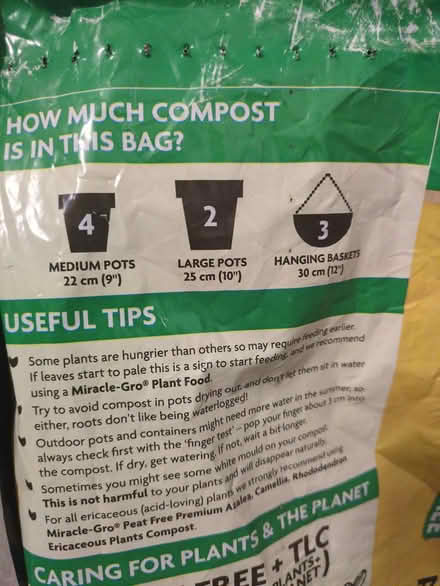 HOW MUCH COMPOST
IS IN THIS BAG?
4
2
3
MEDIUM POTS
22 cm (9")
LARGE POTS
25 cm (10")
HANGING BASKETS
30 cm (12")
USEFUL TIPS
Some plants are hungrier than others so may require feeding earlier.
If leaves start to pale this is a sign to start feeding, and we recommend
using a Miracle-Gro® Plant Food.
Try to avoid compost in pots drying out, and don't let them sit in water
either, roots don't like being waterlogged!
Outdoor pots and containers might need more water in the summer, so
always check first with the 'finger test' – pop your finger about 3 cm into
the compost. If dry, get watering. If not, wait a bit longer.
Sometimes you might see some white mould on your compost.
This is not harmful to your plants and will disappear naturally.
For all ericaceous (acid-loving) plants we strongly recommend using
Miracle-Gro® Peat Free Premium Azalea, Camellia, Rhododendron
Ericaceous Plants Compost.
CARING FOR PLANTS & THE PLANET
FREE + TLC
PLANTS+